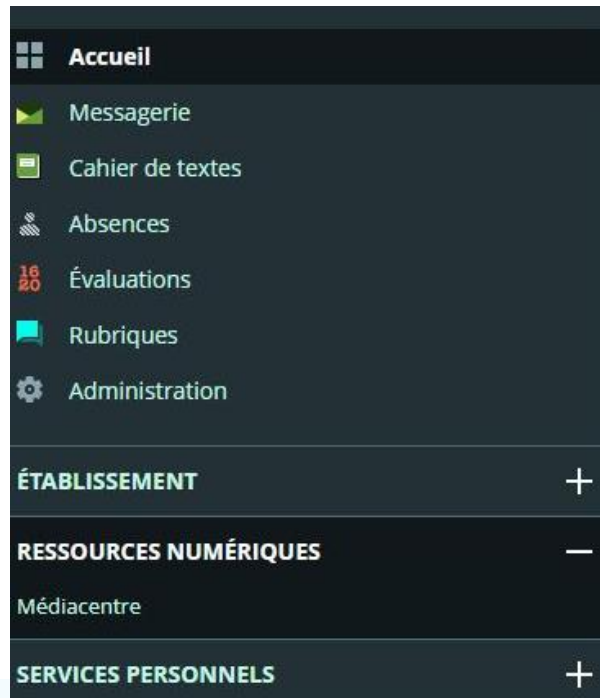 Accueil
Messagerie
Cahier de textes
Absences
16
20
Évaluations
Rubriques
Administration
ÉTABLISSEMENT
RESSOURCES NUMÉRIQUES
Médiacentre
SERVICES PERSONNELS